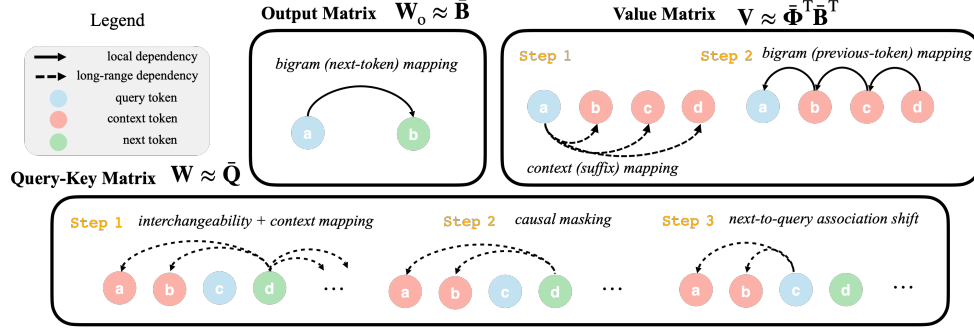 Legend
local dependency
long-range dependency
query token
context token
next token
Output Matrix W_o ≈ B̄
bigram (next-token) mapping
a b
Value Matrix V ≈ Φ̄ᵀB̄ᵀ
Step 1
a b c d
context (suffix) mapping
Step 2 bigram (previous-token) mapping
a b c d
Query-Key Matrix W ≈ Q̄
Step 1 interchangeability + context mapping
a b c d ...
Step 2 causal masking
a b c d ...
Step 3 next-to-query association shift
a b c d ...